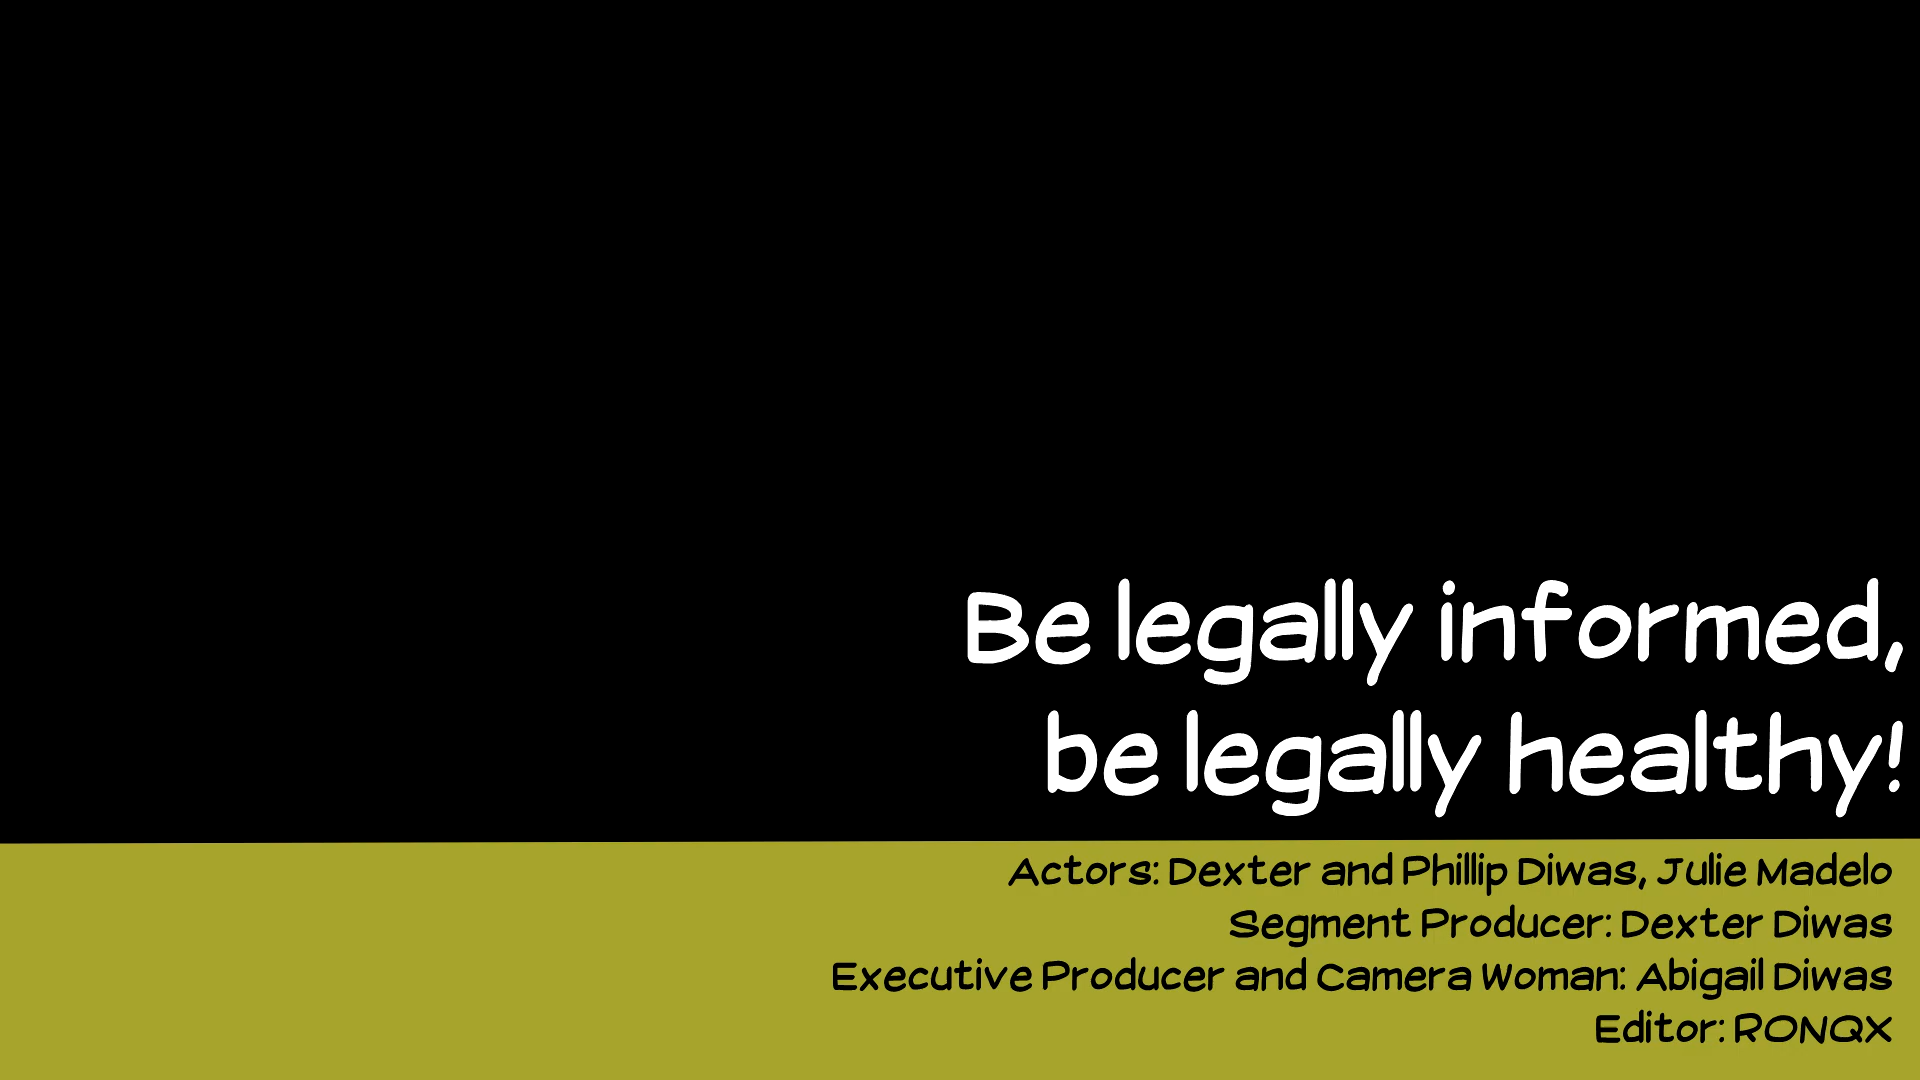 Be legally informed,
be legally healthy!
Actors: Dexter and Phillip Diwas, Julie Madelo
Segment Producer: Dexter Diwas
Executive Producer and Camera Woman: Abigail Diwas
Editor: RONQX